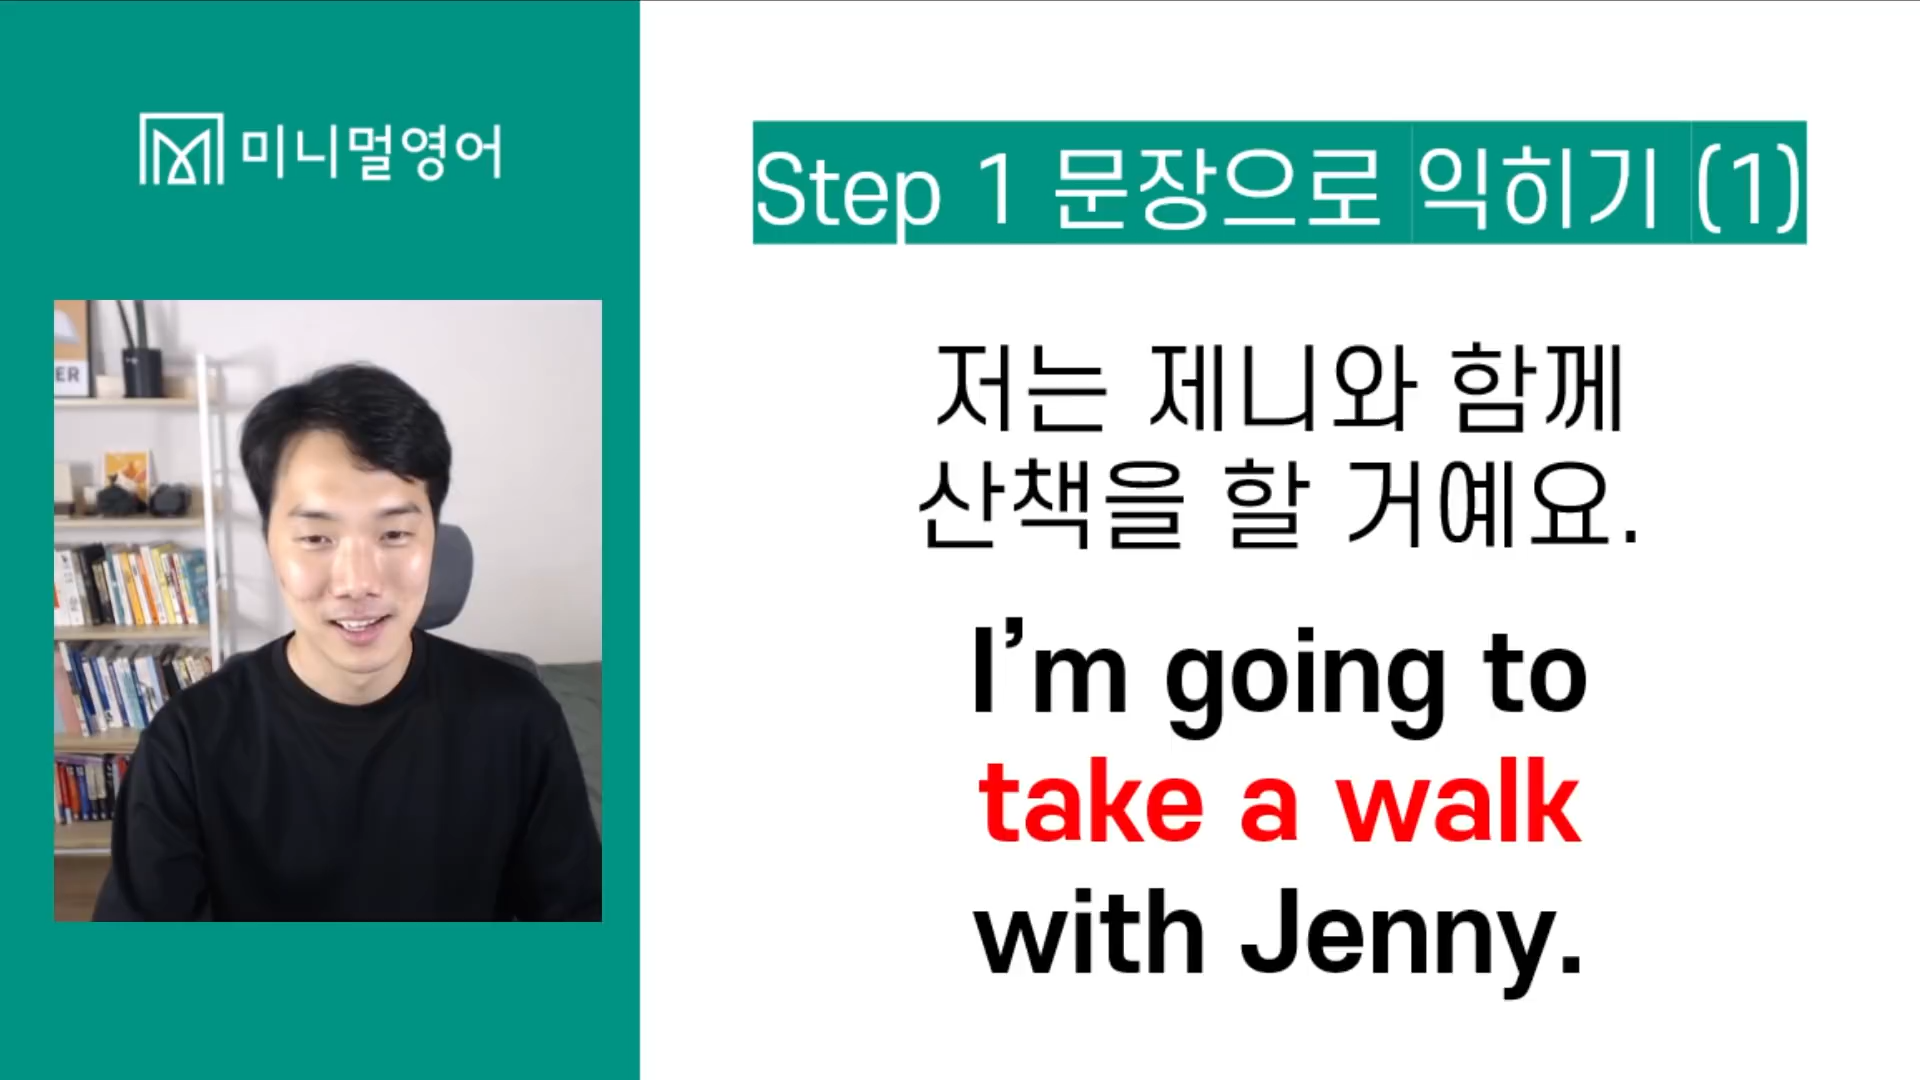 미니멀영어
ER
Step 1 문장으로 익히기 (1)
저는 제니와 함께
산책을 할 거예요.
I’m going to
take a walk
with Jenny.